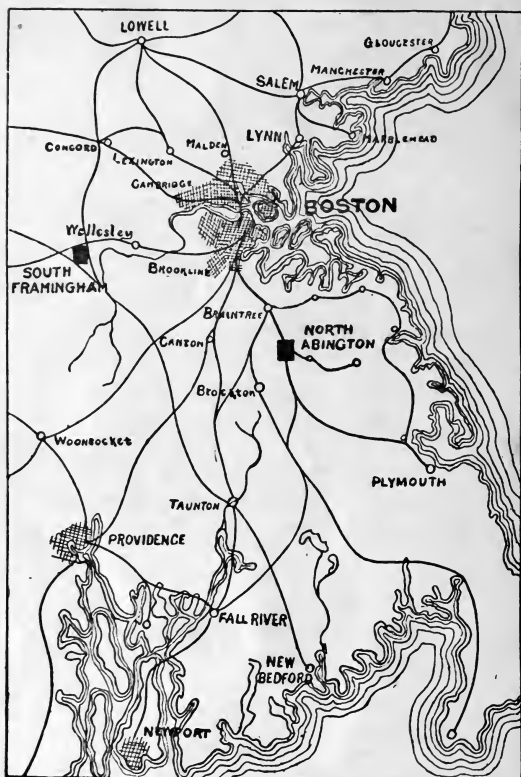 LOWELL
GLOUCESTER
MANCHESTER
SALEM
MARBLEHEAD
LYNN
MALDEN
CONCORD
LEXINGTON
CAMBRIDGE
BOSTON
Wellesley
SOUTH
FRAMINGHAM
BROOKLINE
BRAINTREE
NORTH
ABINGTON
CANTON
BROCKTON
WOONSOCKET
PLYMOUTH
TAUNTON
PROVIDENCE
FALL RIVER
NEW
BEDFORD
NEWPORT